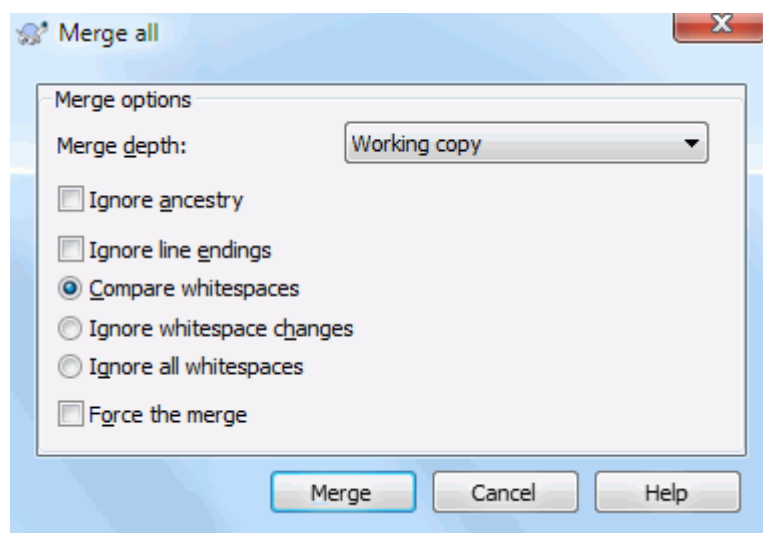 Merge all
Merge options
Merge depth: Working copy
Ignore ancestry
Ignore line endings
Compare whitespaces
Ignore whitespace changes
Ignore all whitespaces
Force the merge
Merge Cancel Help